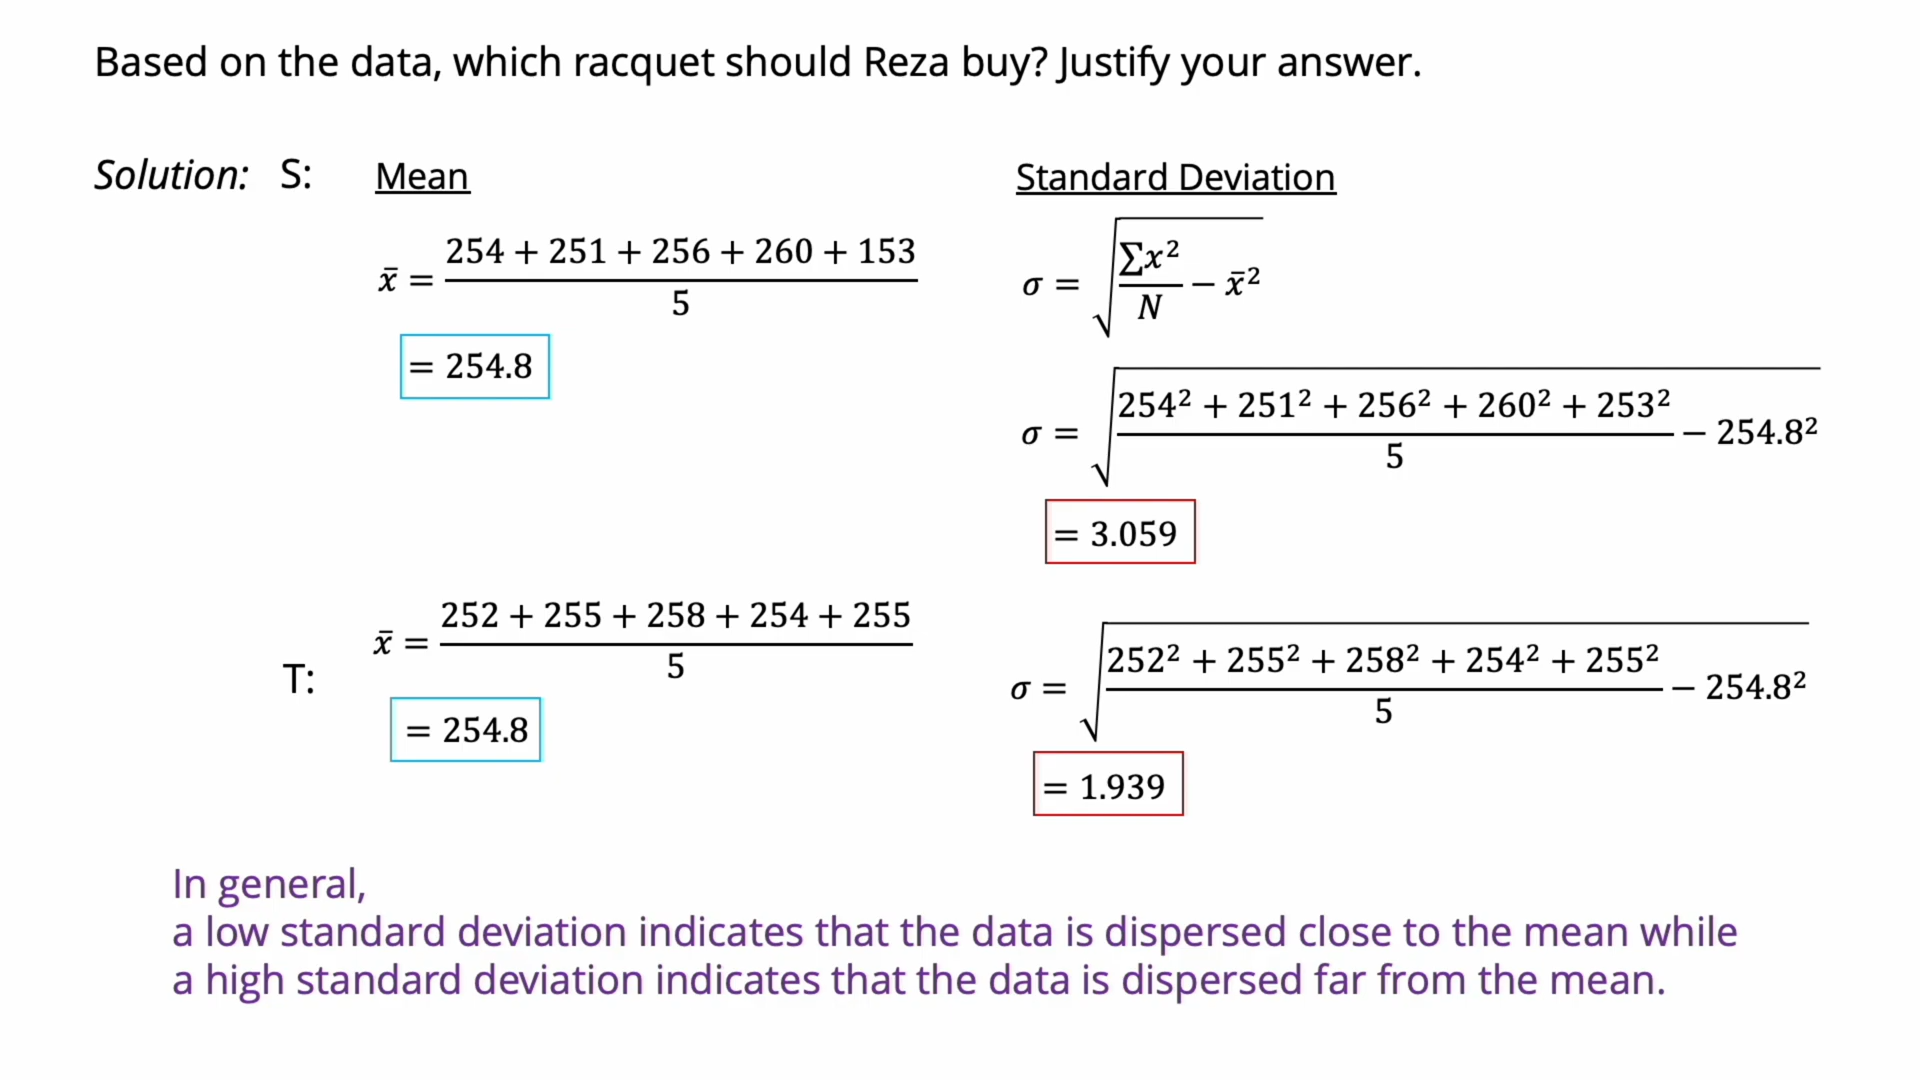 Based on the data, which racquet should Reza buy? Justify your answer.
Solution: S: Mean
x̄ = (254 + 251 + 256 + 260 + 153)/5
= 254.8
Standard Deviation
σ = √(∑x²/N − x̄²)
σ = √((254² + 251² + 256² + 260² + 253²)/5 − 254.8²)
= 3.059
T:
x̄ = (252 + 255 + 258 + 254 + 255)/5
= 254.8
σ = √((252² + 255² + 258² + 254² + 255²)/5 − 254.8²)
= 1.939
In general,
a low standard deviation indicates that the data is dispersed close to the mean while
a high standard deviation indicates that the data is dispersed far from the mean.